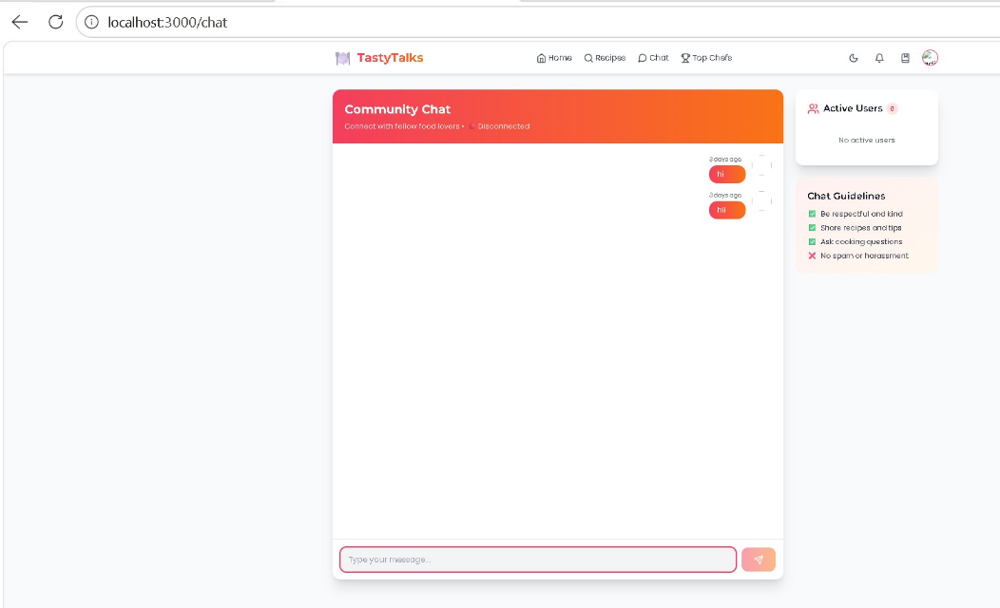 localhost:3000/chat
TastyTalks
Home
Recipes
Chat
Top Chefs
Community Chat
Connect with fellow food lovers • Disconnected
3 days ago
hi
3 days ago
hii
Type your message...
Active Users 0
No active users
Chat Guidelines
Be respectful and kind
Share recipes and tips
Ask cooking questions
No spam or harassment